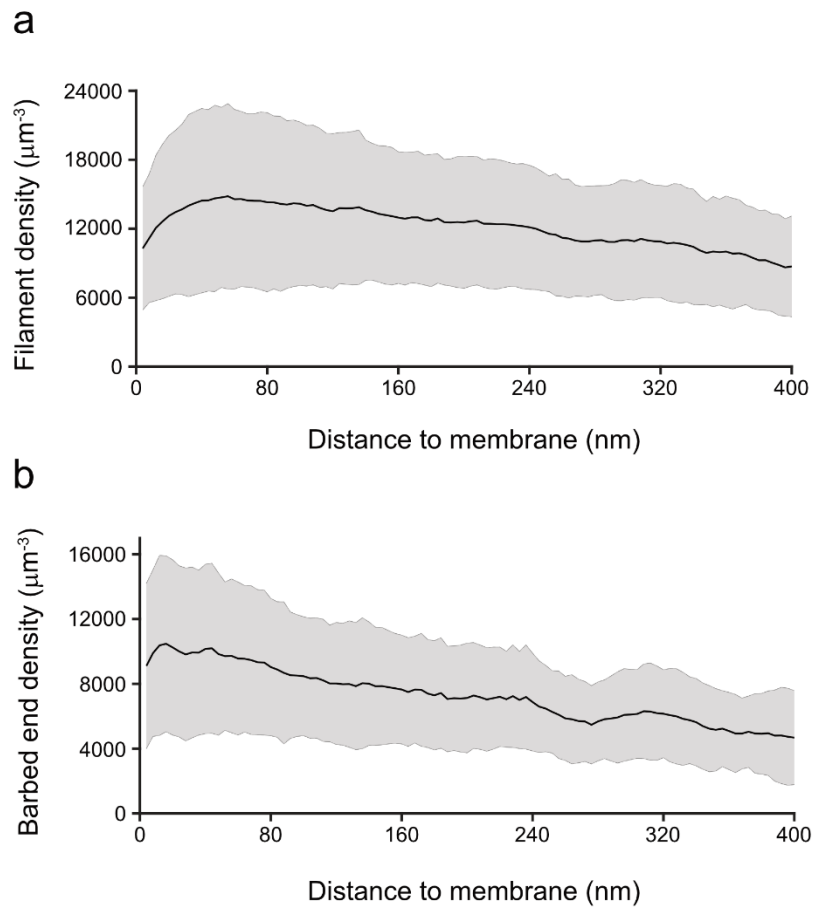 a
Filament density (μm⁻³)
24000
18000
12000
6000
0
0 80 160 240 320 400
Distance to membrane (nm)
b
Barbed end density (μm⁻³)
16000
12000
8000
4000
0
0 80 160 240 320 400
Distance to membrane (nm)